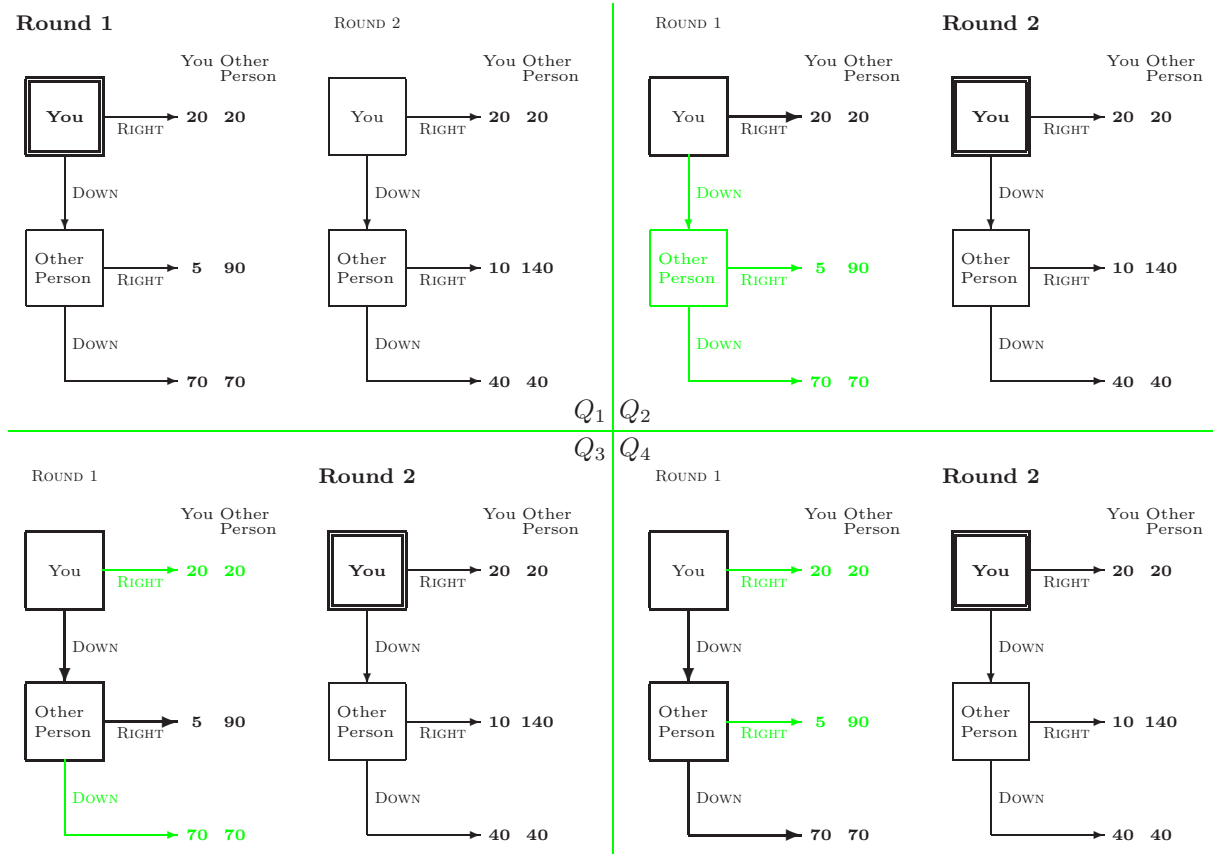 Round 1
Round 2
You Other
Person
You Other
Person
You
Right
20 20
You
Right
20 20
Down
Down
Other
Person
Right
5 90
Other
Person
Right
10 140
Down
Down
70 70
40 40
Q1
Round 1
Round 2
You Other
Person
You Other
Person
You
Right
20 20
You
Right
20 20
Down
Down
Other
Person
Right
5 90
Other
Person
Right
10 140
Down
Down
70 70
40 40
Q2
Q3
Round 1
Round 2
You Other
Person
You Other
Person
You
Right
20 20
You
Right
20 20
Down
Down
Other
Person
Right
5 90
Other
Person
Right
10 140
Down
Down
70 70
40 40
Q4
Round 1
Round 2
You Other
Person
You Other
Person
You
Right
20 20
You
Right
20 20
Down
Down
Other
Person
Right
5 90
Other
Person
Right
10 140
Down
Down
70 70
40 40